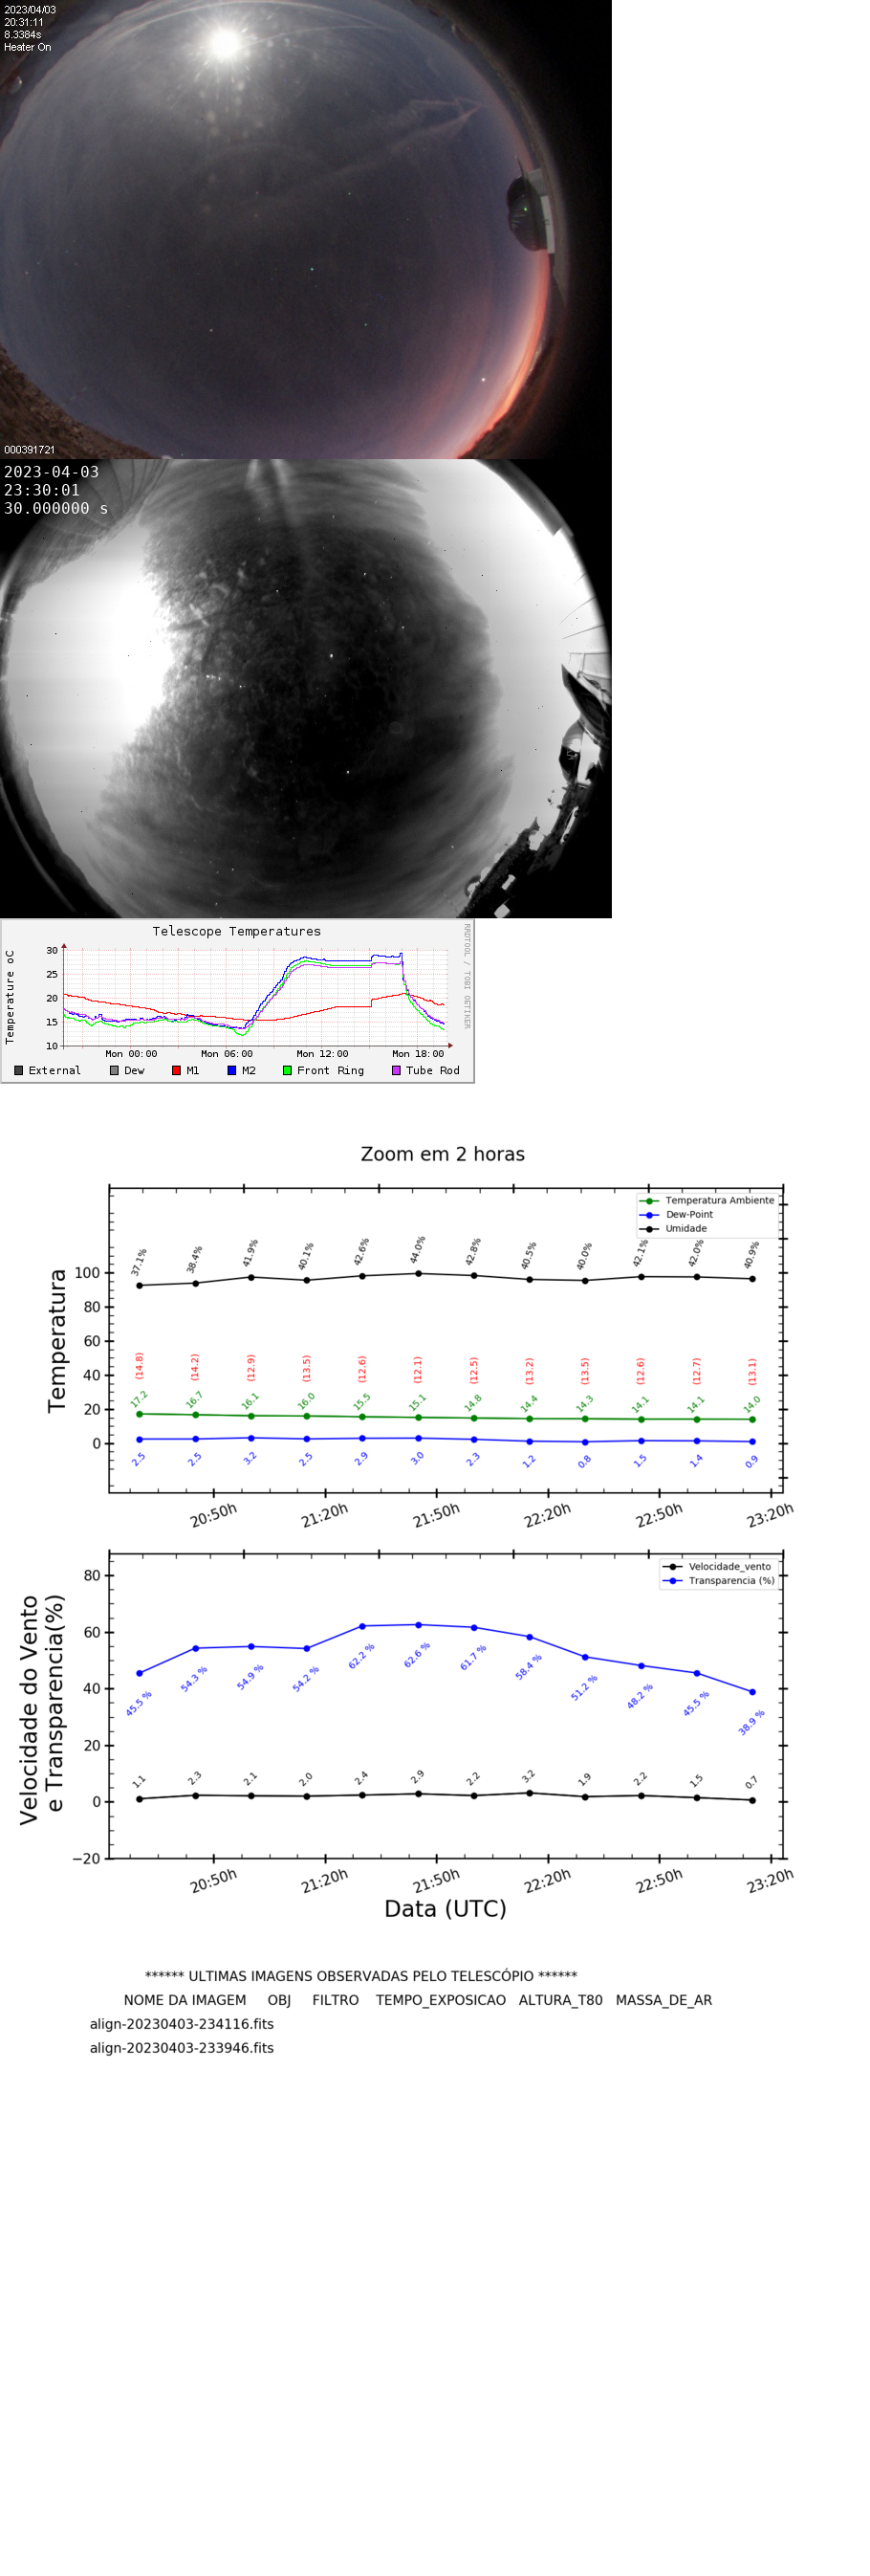 2023/04/03
20:31:11
8.3384s
Heater On
000391721
2023-04-03
23:30:01
30.000000 s
Telescope Temperatures
RRDTOOL / TOBI OETIKER
Temperature oC
30
25
20
15
10
Mon 00:00 Mon 06:00 Mon 12:00 Mon 18:00
External Dew M1 M2 Front Ring Tube Rod
Zoom em 2 horas
Temperatura Ambiente
Dew-Point
Umidade
Temperatura
100
80
60
40
20
0
37.1% 38.4% 41.9% 40.1% 42.6% 44.0% 42.8% 40.5% 40.0% 42.1% 42.0% 40.9%
(14.8) (14.2) (12.9) (13.5) (12.6) (12.1) (12.5) (13.2) (13.5) (12.6) (12.7) (13.1)
17.2 16.7 16.1 16.0 15.5 15.1 14.8 14.4 14.3 14.1 14.1 14.0
2.5 2.5 3.2 2.5 2.9 3.0 2.3 1.2 0.8 1.5 1.4 0.9
20:50h 21:20h 21:50h 22:20h 22:50h 23:20h
Velocidade_vento
Transparencia (%)
Velocidade do Vento
e Transparencia(%)
80
60
40
20
0
−20
45.5 % 54.3 % 54.9 % 54.2 % 62.2 % 62.6 % 61.7 % 58.4 % 51.2 % 48.2 % 45.5 % 38.9 %
1.1 2.3 2.1 2.0 2.4 2.9 2.2 3.2 1.9 2.2 1.5 0.7
20:50h 21:20h 21:50h 22:20h 22:50h 23:20h
Data (UTC)
****** ULTIMAS IMAGENS OBSERVADAS PELO TELESCÓPIO ******
NOME DA IMAGEM OBJ FILTRO TEMPO_EXPOSICAO ALTURA_T80 MASSA_DE_AR
align-20230403-234116.fits
align-20230403-233946.fits